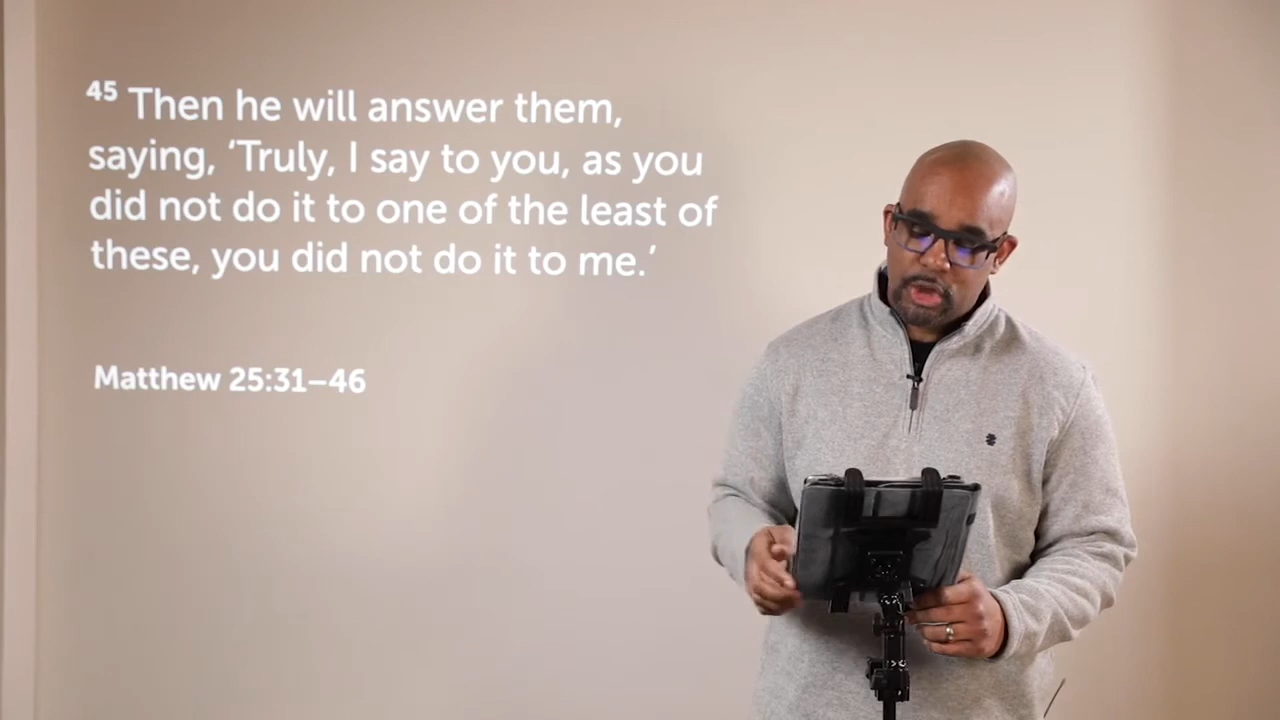 45 Then he will answer them,
saying, ‘Truly, I say to you, as you
did not do it to one of the least of
these, you did not do it to me.’
Matthew 25:31–46